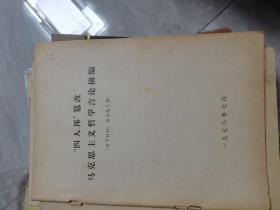 “四人邦”篡改
马克思主义哲学言论摘编
一九七八年七月